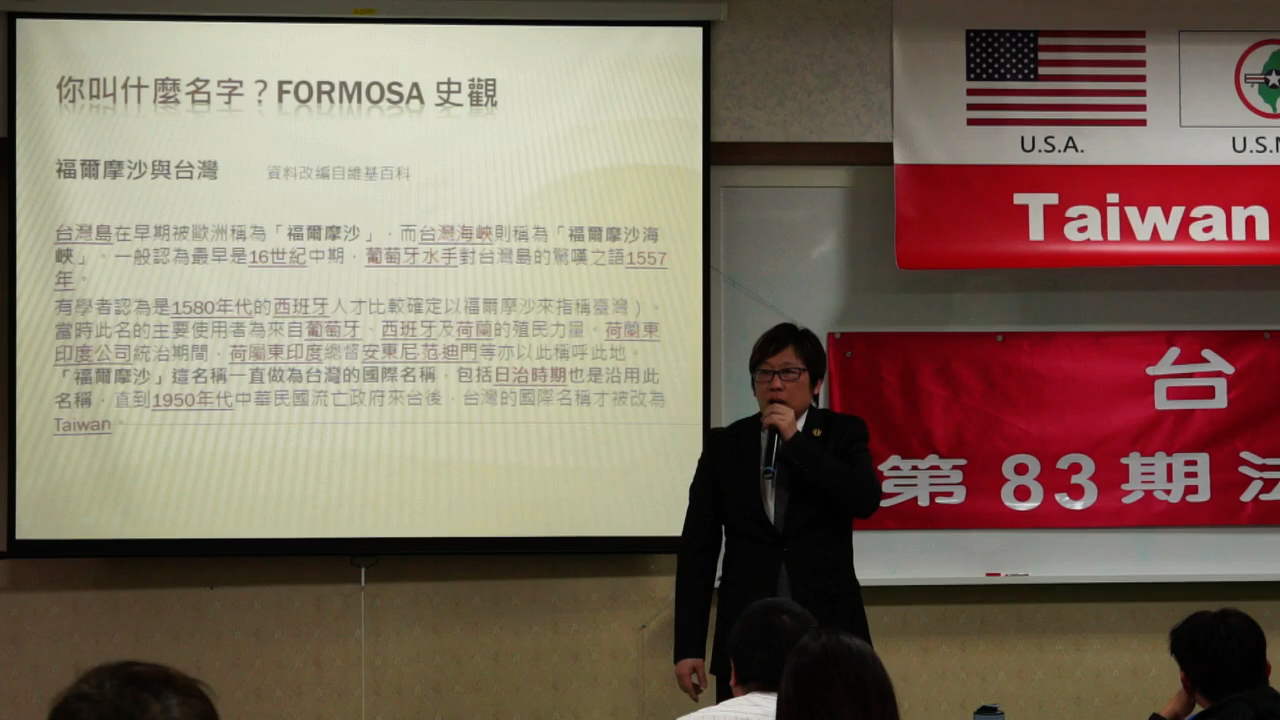 你叫什麼名字？FORMOSA 史觀
福爾摩沙與台灣 資料改編自維基百科
台灣島在早期被歐洲稱為「福爾摩沙」，而台灣海峽則稱為「福爾摩沙海
峽」。一般認為最早是16世紀中期，葡萄牙水手對台灣島的驚嘆之語1557
年。
有學者認為是1580年代的西班牙人才比較確定以福爾摩沙來指稱臺灣）。
當時此名的主要使用者為來自葡萄牙、西班牙及荷蘭的殖民力量。荷蘭東
印度公司統治期間，荷屬東印度總督安東尼·范迪門等亦以此稱呼此地。
「福爾摩沙」這名稱一直做為台灣的國際名稱，包括日治時期也是沿用此
名稱，直到1950年代中華民國流亡政府來台後，台灣的國際名稱才被改為
Taiwan。
U.S.A.
U.S.
Taiwan
台
第83期法